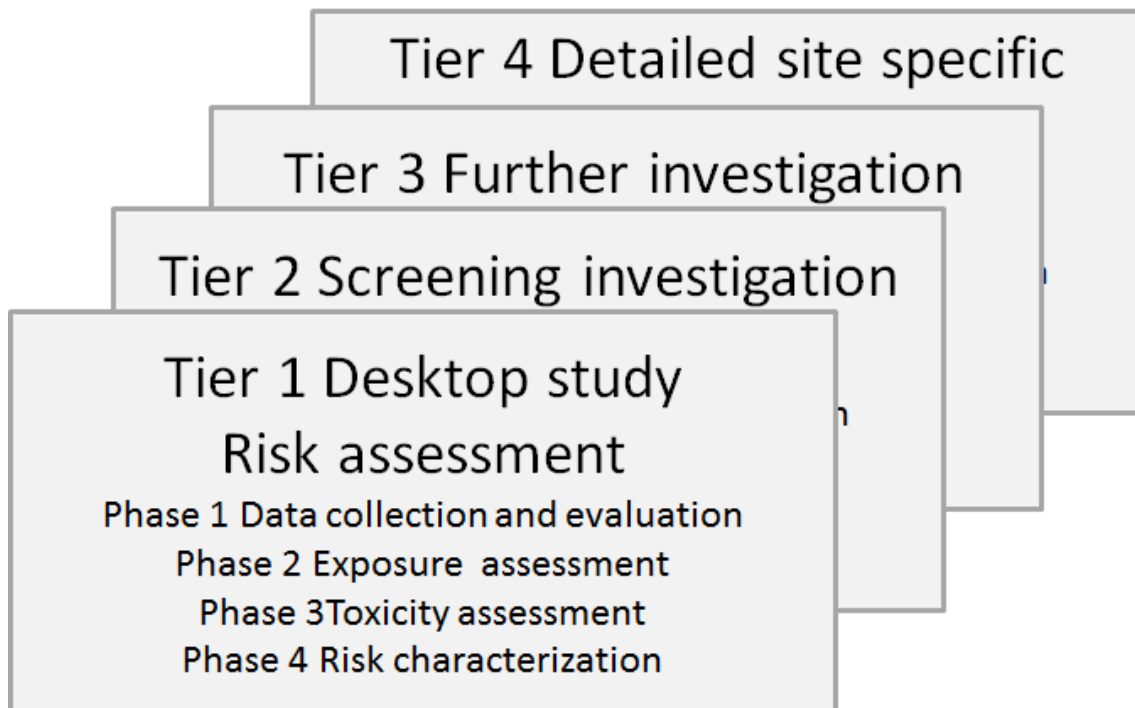 Tier 4 Detailed site specific
Tier 3 Further investigation
Tier 2 Screening investigation
Tier 1 Desktop study
Risk assessment
Phase 1 Data collection and evaluation
Phase 2 Exposure assessment
Phase 3Toxicity assessment
Phase 4 Risk characterization